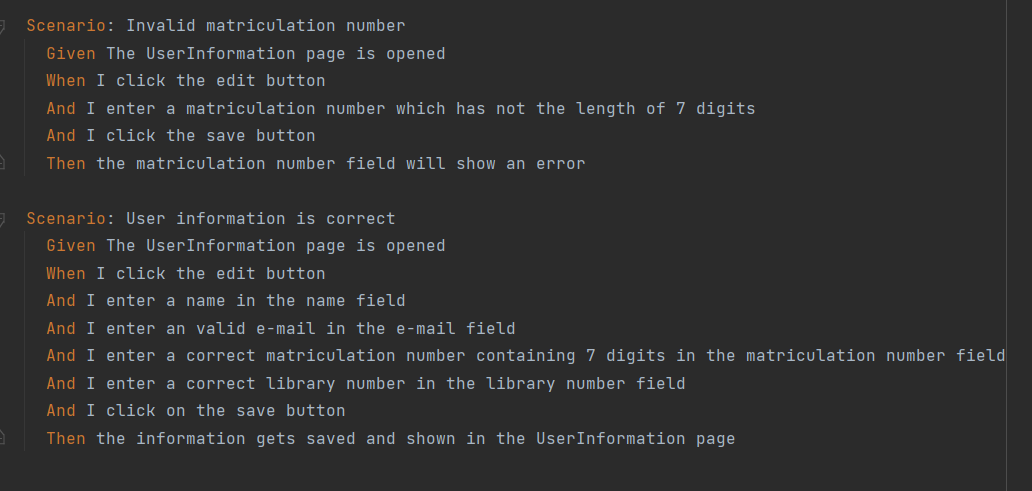 Scenario: Invalid matriculation number
Given The UserInformation page is opened
When I click the edit button
And I enter a matriculation number which has not the length of 7 digits
And I click the save button
Then the matriculation number field will show an error
Scenario: User information is correct
Given The UserInformation page is opened
When I click the edit button
And I enter a name in the name field
And I enter an valid e-mail in the e-mail field
And I enter a correct matriculation number containing 7 digits in the matriculation number field
And I enter a correct library number in the library number field
And I click on the save button
Then the information gets saved and shown in the UserInformation page